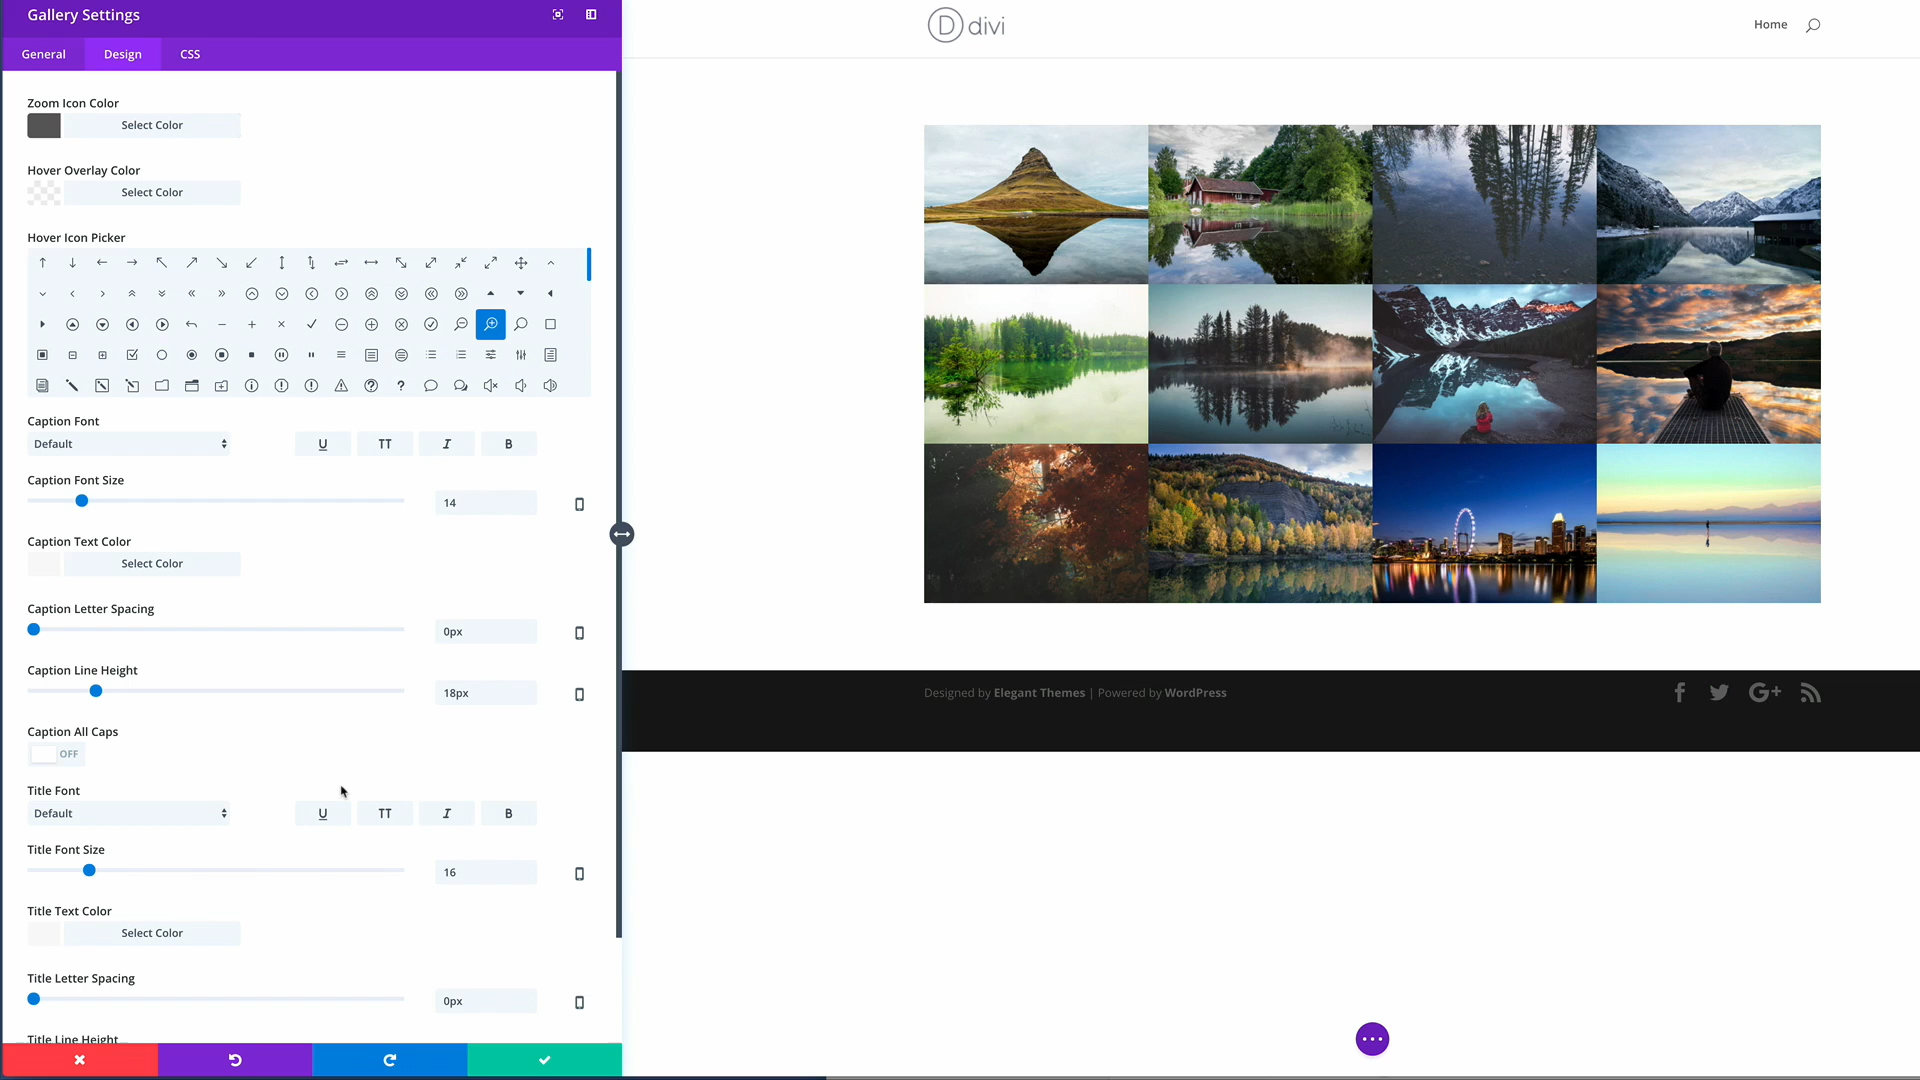 Gallery Settings
General Design CSS
Zoom Icon Color
Select Color
Hover Overlay Color
Select Color
Hover Icon Picker
Caption Font
Default U TT I B
Caption Font Size
14
Caption Text Color
Select Color
Caption Letter Spacing
0px
Caption Line Height
18px
Caption All Caps
OFF
Title Font
Default U TT I B
Title Font Size
16
Title Text Color
Select Color
Title Letter Spacing
0px
Title Line Height
D divi
Home
Designed by Elegant Themes | Powered by WordPress